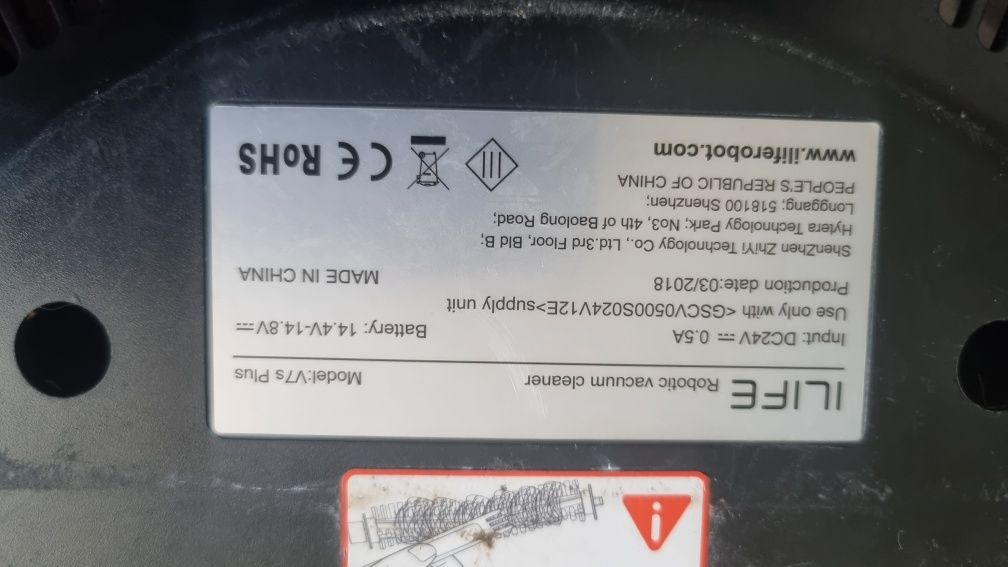 ILIFE Robotic vacuum cleaner Model:V7s Plus
Input: DC24V ⎓ 0.5A Battery: 14.4V-14.8V⎓
Use only with <GSCV0500S024V12E>supply unit
Production date:03/2018 MADE IN CHINA
ShenZhen ZhiYi Technology Co., Ltd.3rd Floor, Bld B;
Hytera Technology Park; No3, 4th of Baolong Road;
Longgang; 518100 Shenzhen;
PEOPLE'S REPUBLIC OF CHINA
www.iliferobot.com
CE RoHS